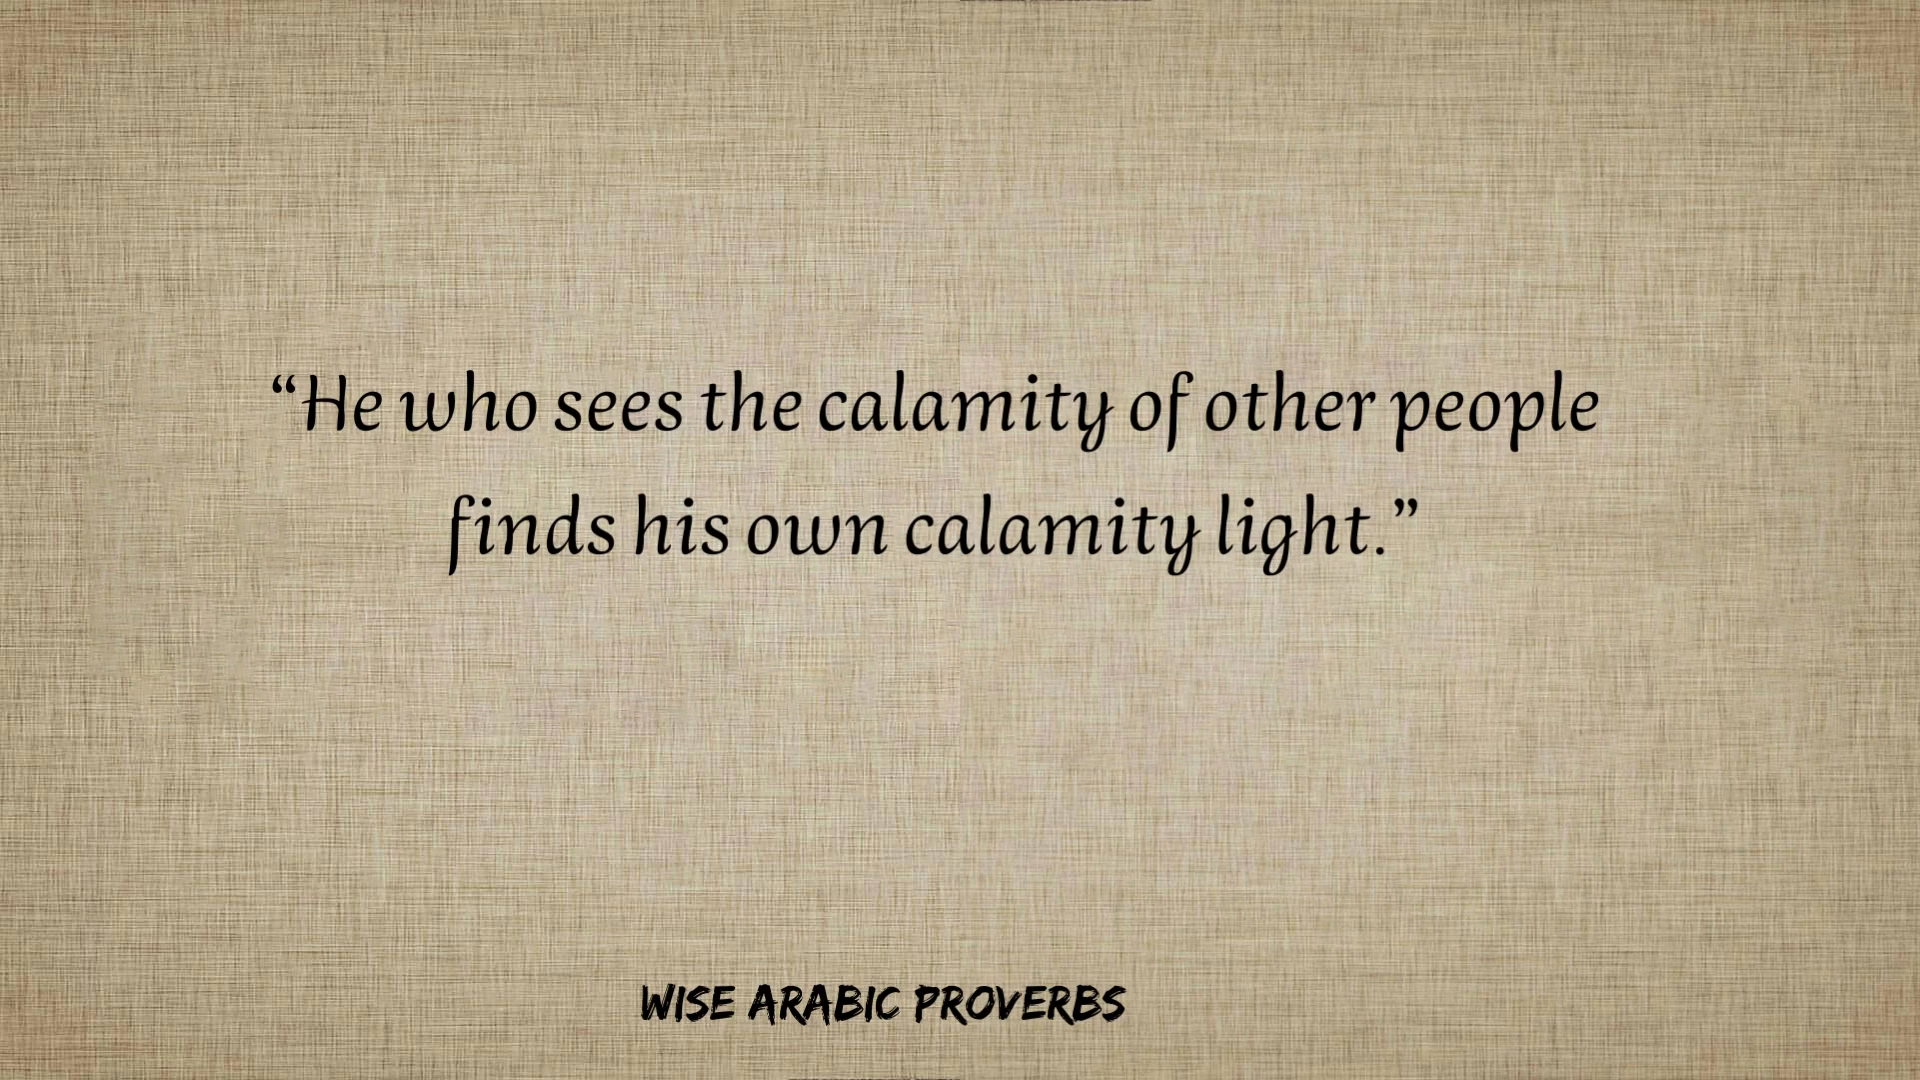 “He who sees the calamity of other people
finds his own calamity light.”
WISE ARABIC PROVERBS